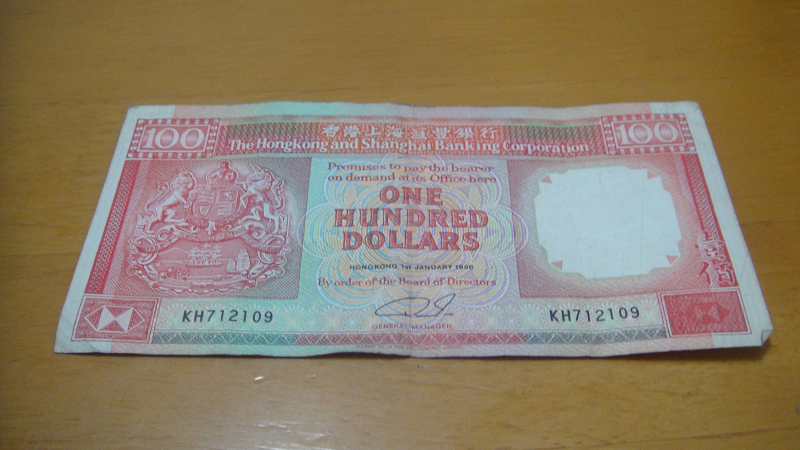 100
香港上海滙豐銀行
100
The Hongkong and Shanghai Banking Corporation
Promises to pay the bearer
on demand at its Office here
ONE
HUNDRED
DOLLARS
HONGKONG 1st JANUARY 1990
By order of the Board of Directors
KH712109
KH712109
GENERAL MANAGER